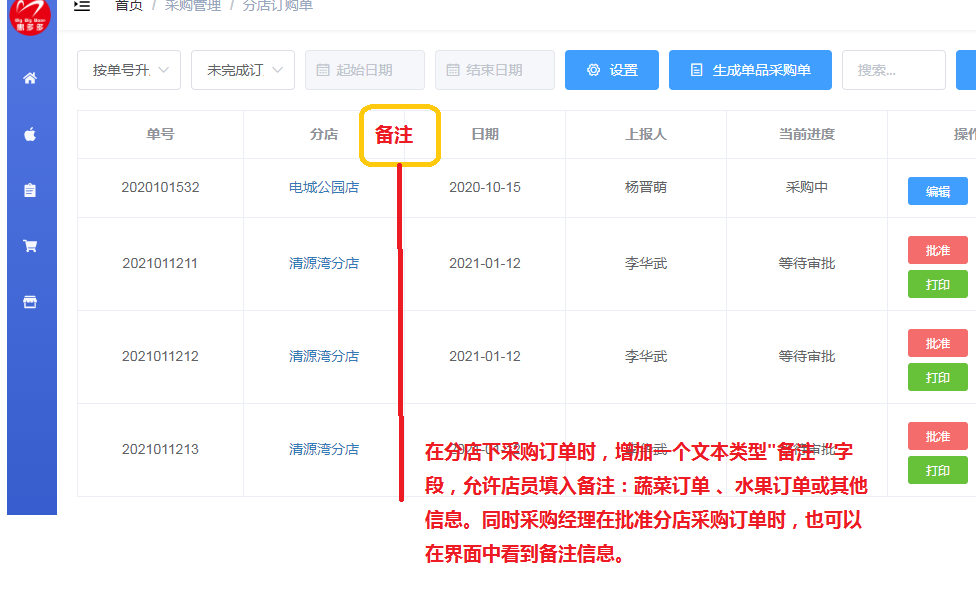 首页 / 采购管理 / 分店订购单
Big Big Bear
惠多多
按单号升
未完成订
起始日期
结束日期
设置
生成单品采购单
搜索...
单号 分店 备注 日期 上报人 当前进度 操作
2020101532 电城公园店 2020-10-15 杨晋萌 采购中 编辑
2021011211 清源湾分店 2021-01-12 李华武 等待审批 批准
打印
2021011212 清源湾分店 2021-01-12 李华武 等待审批 批准
打印
2021011213 清源湾分店 批准
打印
在分店下采购订单时，增加一个文本类型"备注 "字
段，允许店员填入备注：蔬菜订单 、水果订单或其他
信息。同时采购经理在批准分店采购订单时，也可以
在界面中看到备注信息。